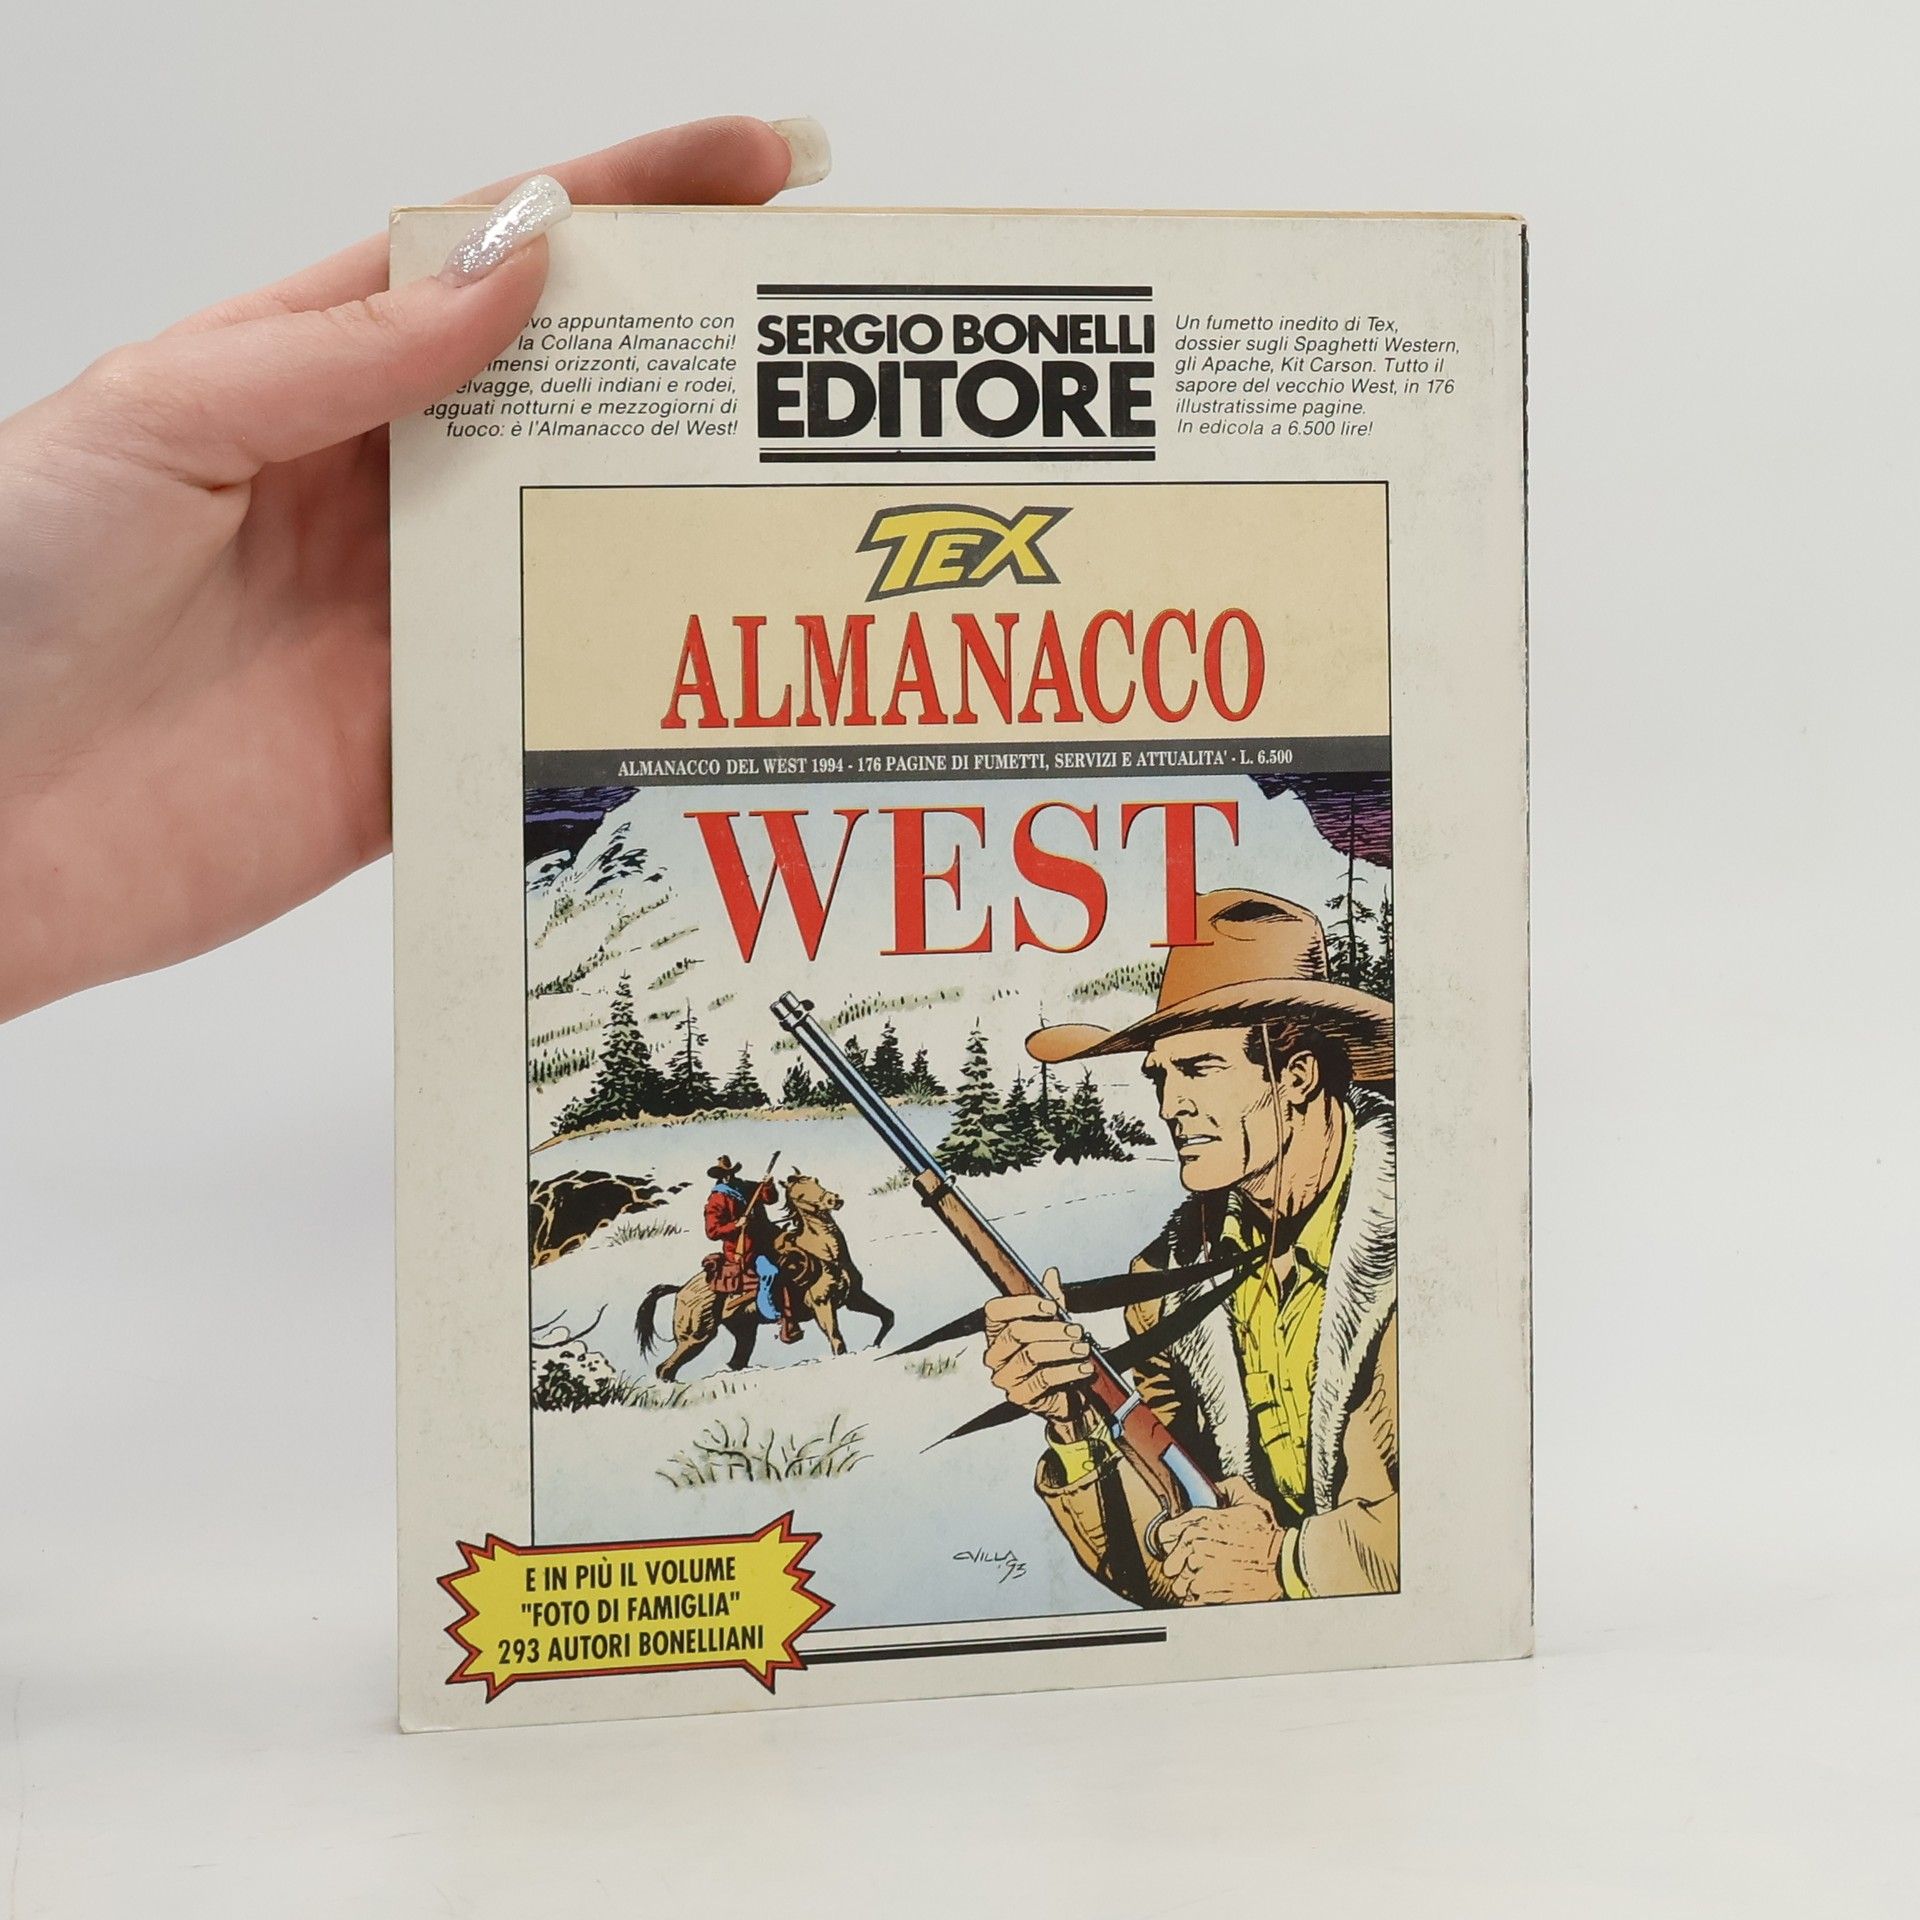 appuntamento con
la Collana Almanacchi!
orizzonti, cavalcate
duelli indiani e rodei,
agguati notturni e mezzogiorni di
fuoco: è l'Almanacco del West!
SERGIO BONELLI
EDITORE
Un fumetto inedito di Tex,
dossier sugli Spaghetti Western,
gli Apache, Kit Carson. Tutto il
sapore del vecchio West, in 176
illustratissime pagine.
In edicola a 6.500 lire!
TEX
ALMANACCO
ALMANACCO DEL WEST 1994 - 176 PAGINE DI FUMETTI, SERVIZI E ATTUALITA' - L. 6.500
WEST
VILLA
'93
E IN PIÙ IL VOLUME
"FOTO DI FAMIGLIA"
293 AUTORI BONELLIANI